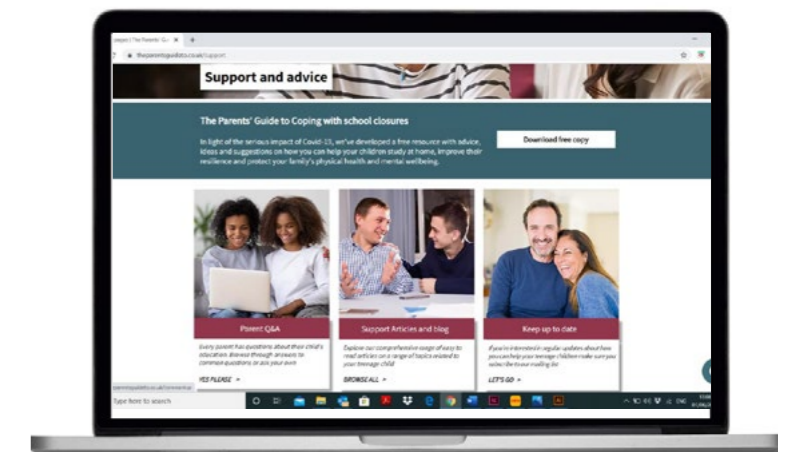 theparentsguideto.co.uk/support
Support and advice
The Parents' Guide to Coping with school closures
In light of the serious impact of Covid-19, we've developed a free resource with advice,
ideas and suggestions on how you can help your children study at home, improve their
resilience and protect your family's physical health and mental wellbeing.
Download free copy
Parent Q&A
Every parent has questions about their child's
education. Browse through answers to
common questions or ask your own
YES PLEASE
Support Articles and blog
Explore our comprehensive range of easy to
read articles on a range of topics related to
your teenage child
BROWSE ALL
Keep up to date
If you're interested in regular updates about how
you can help your teenage children make sure you
subscribe to our mailing list
LET'S GO
Type here to search
ENG